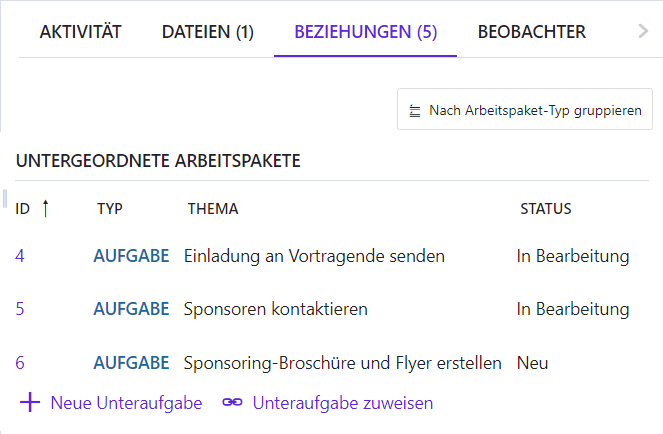 AKTIVITÄT DATEIEN (1) BEZIEHUNGEN (5) BEOBACHTER
Nach Arbeitspaket-Typ gruppieren
UNTERGEORDNETE ARBEITSPAKETE
ID TYP THEMA STATUS
4 AUFGABE Einladung an Vortragende senden In Bearbeitung
5 AUFGABE Sponsoren kontaktieren In Bearbeitung
6 AUFGABE Sponsoring-Broschüre und Flyer erstellen Neu
Neue Unteraufgabe Unteraufgabe zuweisen